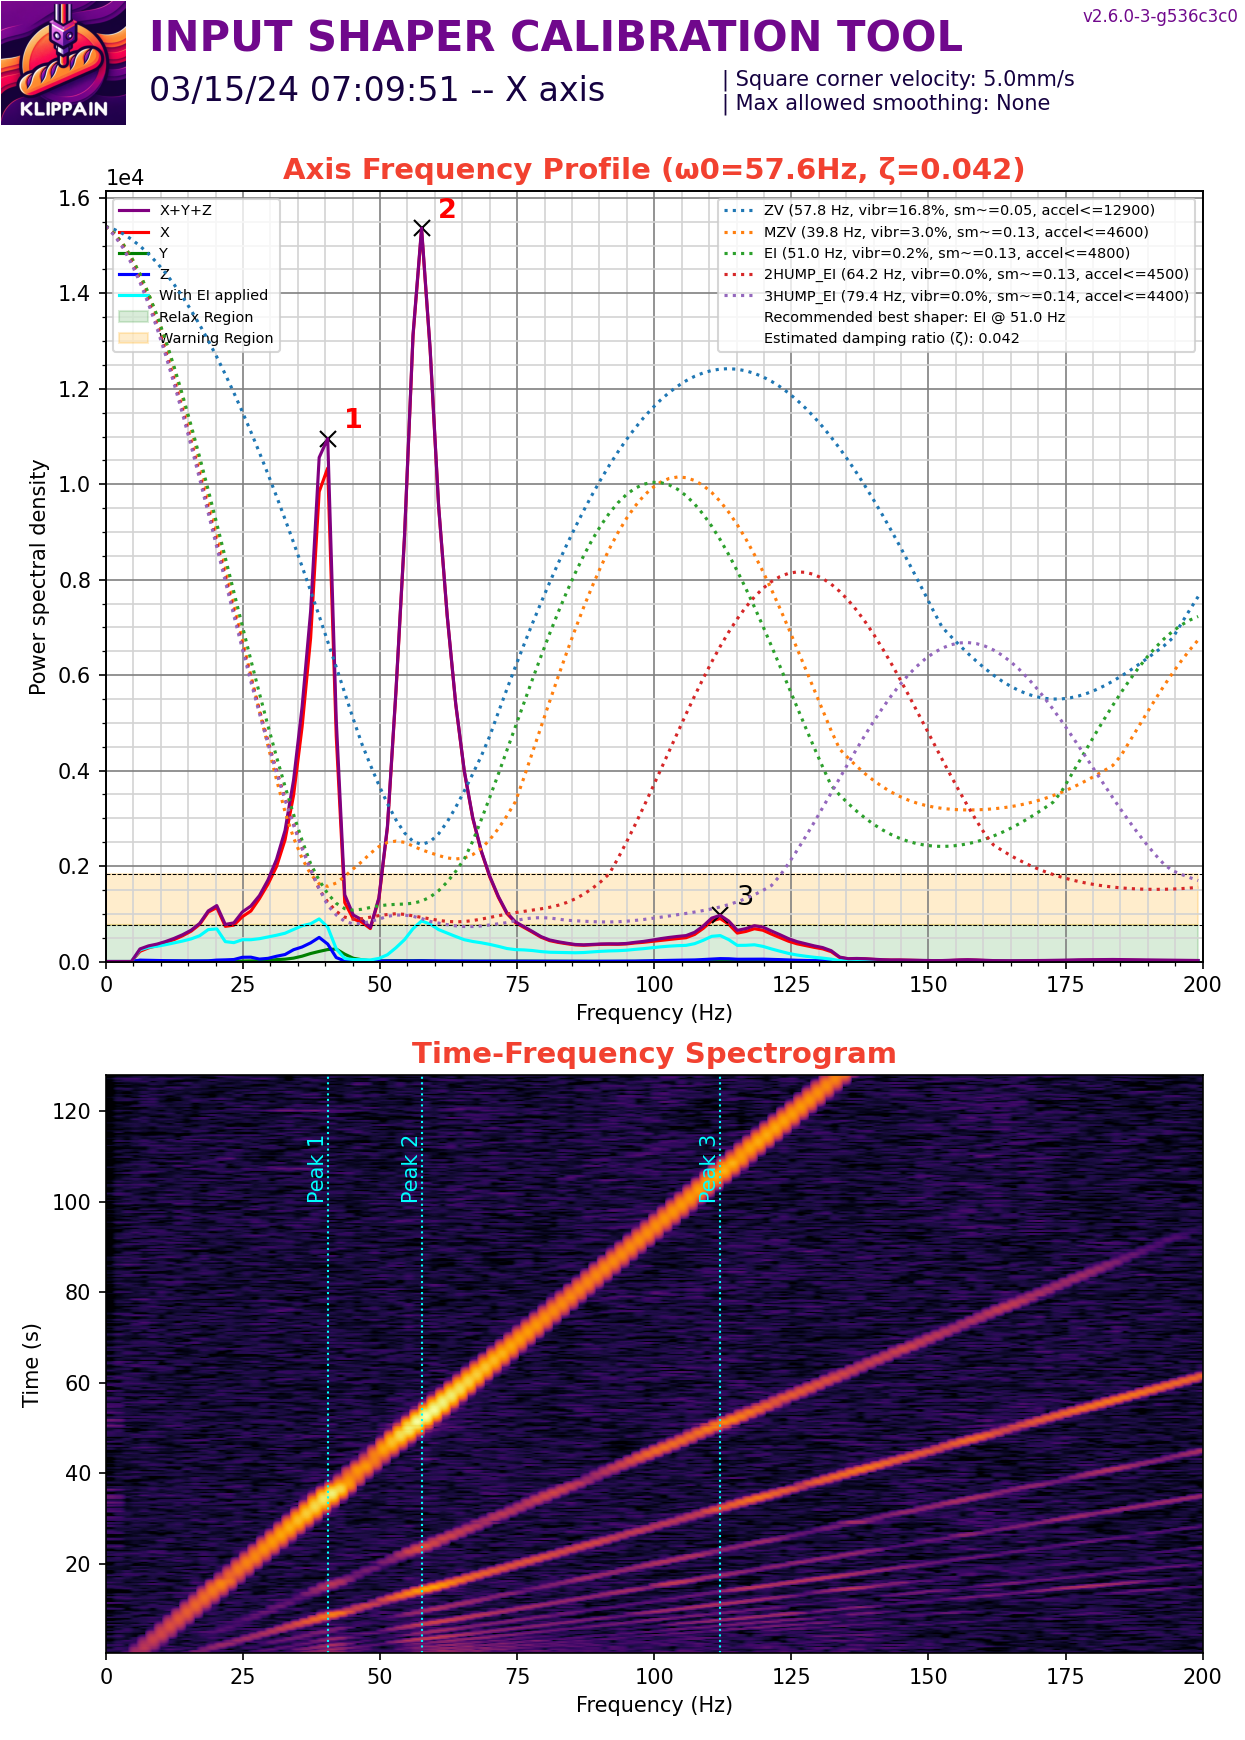 v2.6.0-3-g536c3c0
INPUT SHAPER CALIBRATION TOOL
03/15/24 07:09:51 -- X axis
| Square corner velocity: 5.0mm/s
| Max allowed smoothing: None
KLIPPAIN
Axis Frequency Profile (ω0=57.6Hz, ζ=0.042)
1e4
1.6
1.4
1.2
1.0
0.8
0.6
0.4
0.2
0.0
Power spectral density
X+Y+Z
X
Y
Z
With EI applied
Relax Region
Warning Region
ZV (57.8 Hz, vibr=16.8%, sm~=0.05, accel<=12900)
MZV (39.8 Hz, vibr=3.0%, sm~=0.13, accel<=4600)
EI (51.0 Hz, vibr=0.2%, sm~=0.13, accel<=4800)
2HUMP_EI (64.2 Hz, vibr=0.0%, sm~=0.13, accel<=4500)
3HUMP_EI (79.4 Hz, vibr=0.0%, sm~=0.14, accel<=4400)
Recommended best shaper: EI @ 51.0 Hz
Estimated damping ratio (ζ): 0.042
1
2
3
0 25 50 75 100 125 150 175 200
Frequency (Hz)
Time-Frequency Spectrogram
120
100
80
60
40
20
Time (s)
Peak 1
Peak 2
Peak 3
0 25 50 75 100 125 150 175 200
Frequency (Hz)